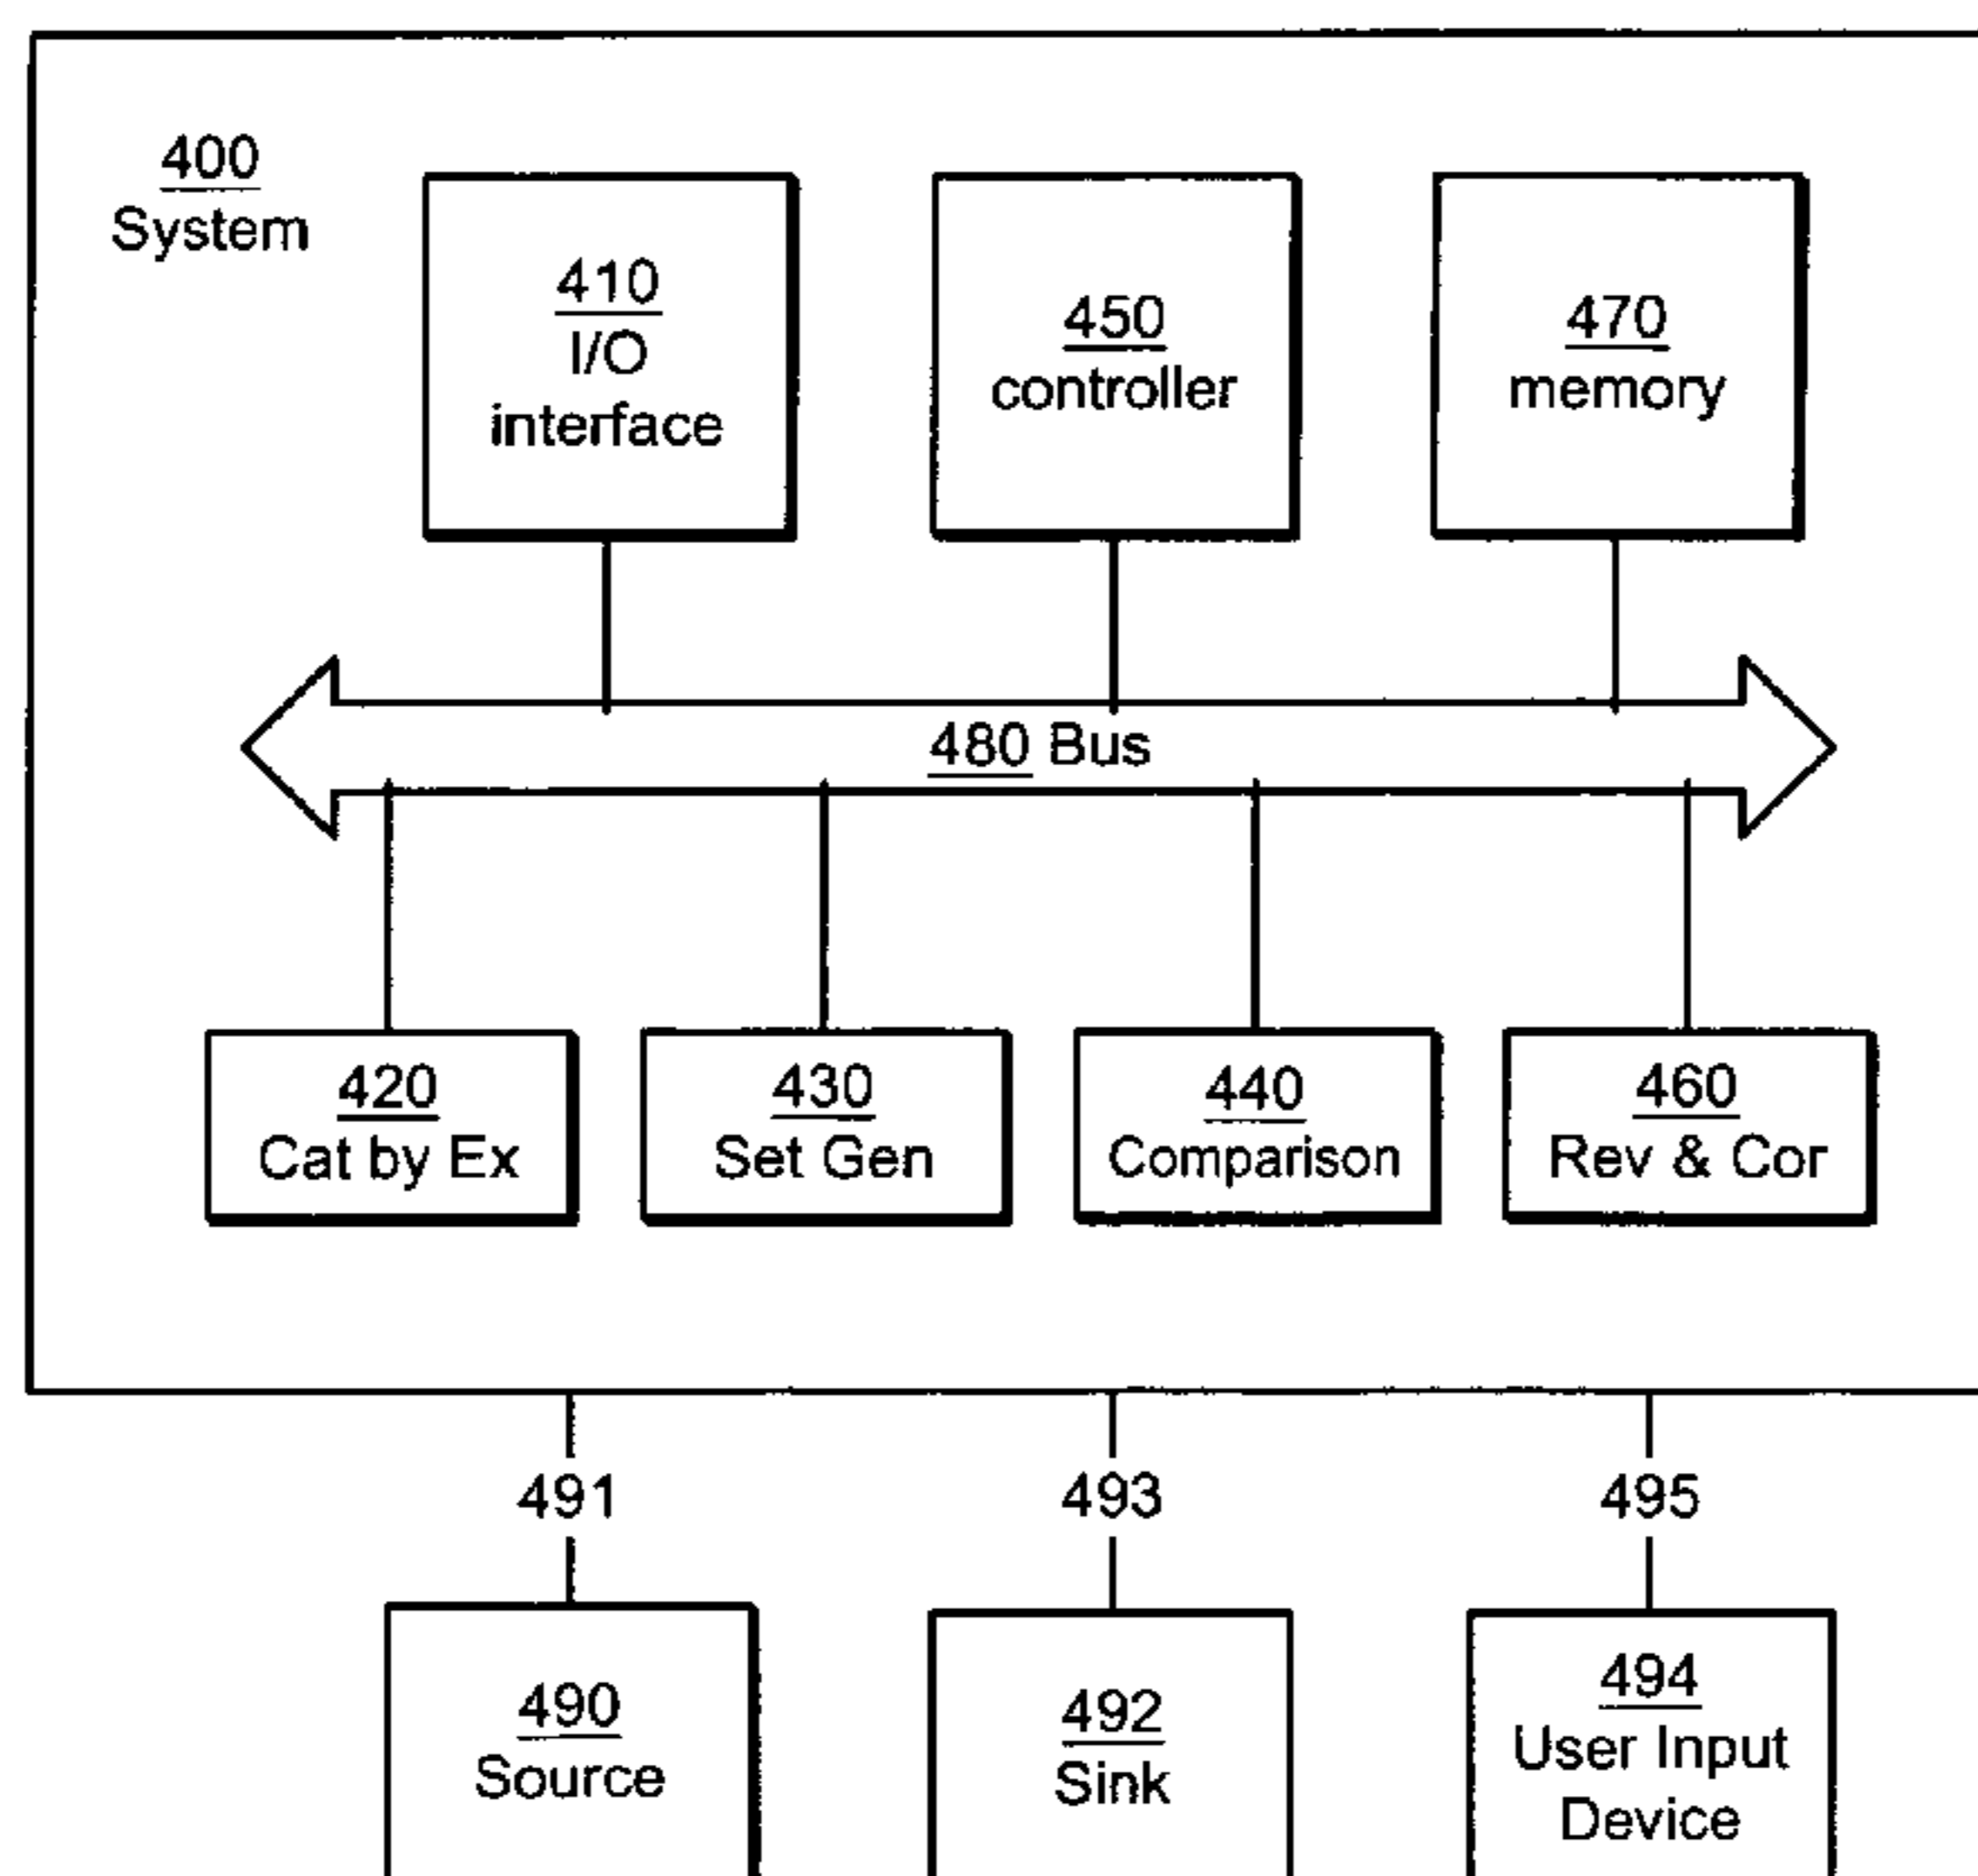 400
System
410
I/O
interface
450
controller
470
memory
480 Bus
420
Cat by Ex
430
Set Gen
440
Comparison
460
Rev & Cor
491
493
495
490
Source
492
Sink
494
User Input
Device